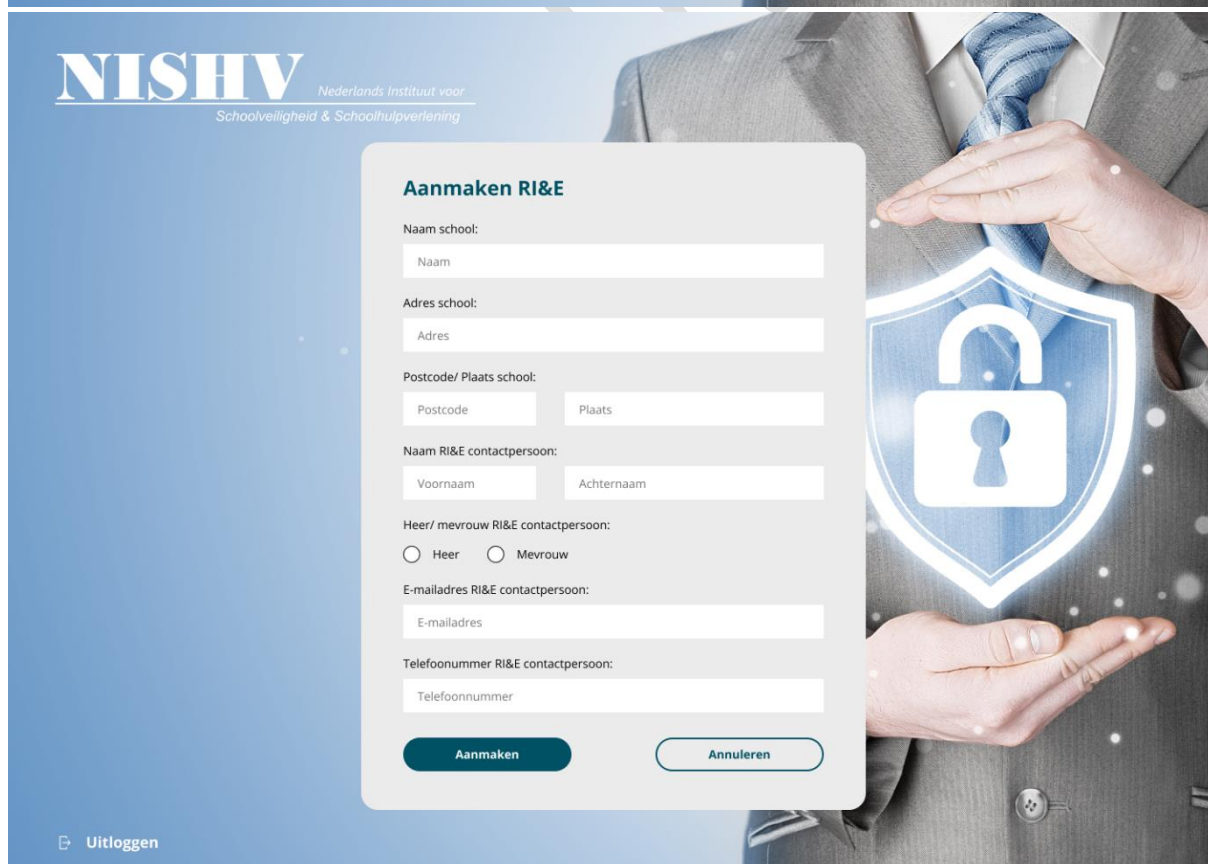 NISHV Nederlands Instituut voor
Schoolveiligheid & Schoolhulpverlening
Aanmaken RI&E
Naam school:
Naam
Adres school:
Adres
Postcode/ Plaats school:
Postcode Plaats
Naam RI&E contactpersoon:
Voornaam Achternaam
Heer/ mevrouw RI&E contactpersoon:
Heer Mevrouw
E-mailadres RI&E contactpersoon:
E-mailadres
Telefoonummer RI&E contactpersoon:
Telefoonnummer
Aanmaken Annuleren
Uitloggen